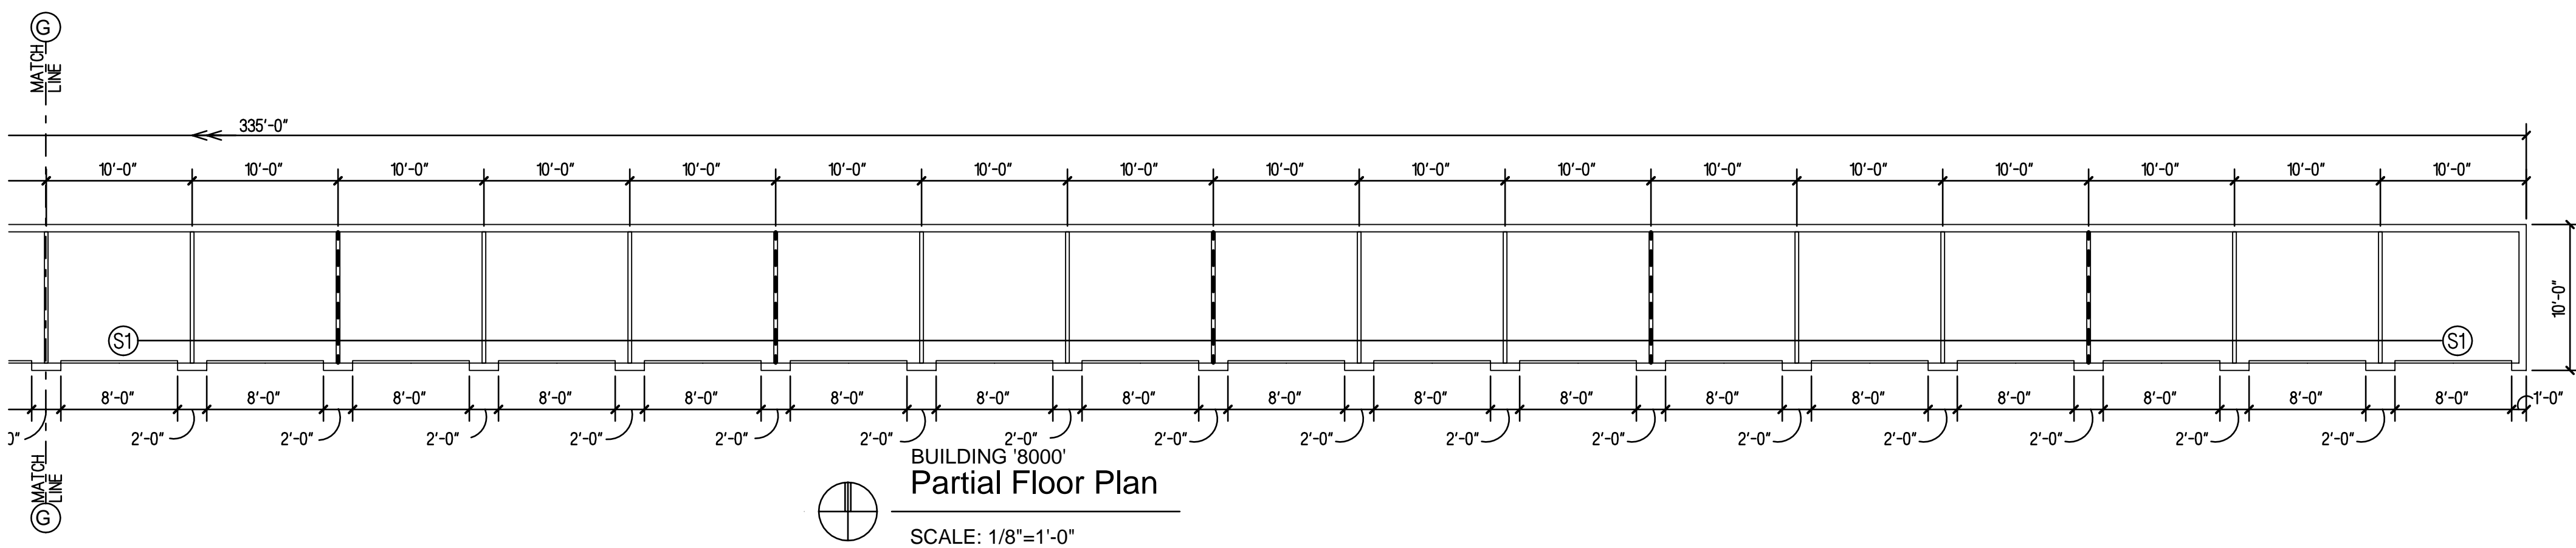 G
MATCH
LINE
335'-0"
10'-0" 10'-0" 10'-0" 10'-0" 10'-0" 10'-0" 10'-0" 10'-0" 10'-0" 10'-0" 10'-0" 10'-0" 10'-0" 10'-0" 10'-0" 10'-0" 10'-0"
10'-0"
S1 S1
8'-0" 8'-0" 8'-0" 8'-0" 8'-0" 8'-0" 8'-0" 8'-0" 8'-0" 8'-0" 8'-0" 8'-0" 8'-0" 8'-0" 8'-0" 8'-0" 8'-0" 1'-0"
0" 2'-0" 2'-0" 2'-0" 2'-0" 2'-0" 2'-0" 2'-0" 2'-0" 2'-0" 2'-0" 2'-0" 2'-0" 2'-0" 2'-0" 2'-0" 2'-0"
MATCH
LINE
G
BUILDING '8000'
Partial Floor Plan
SCALE: 1/8"=1'-0"